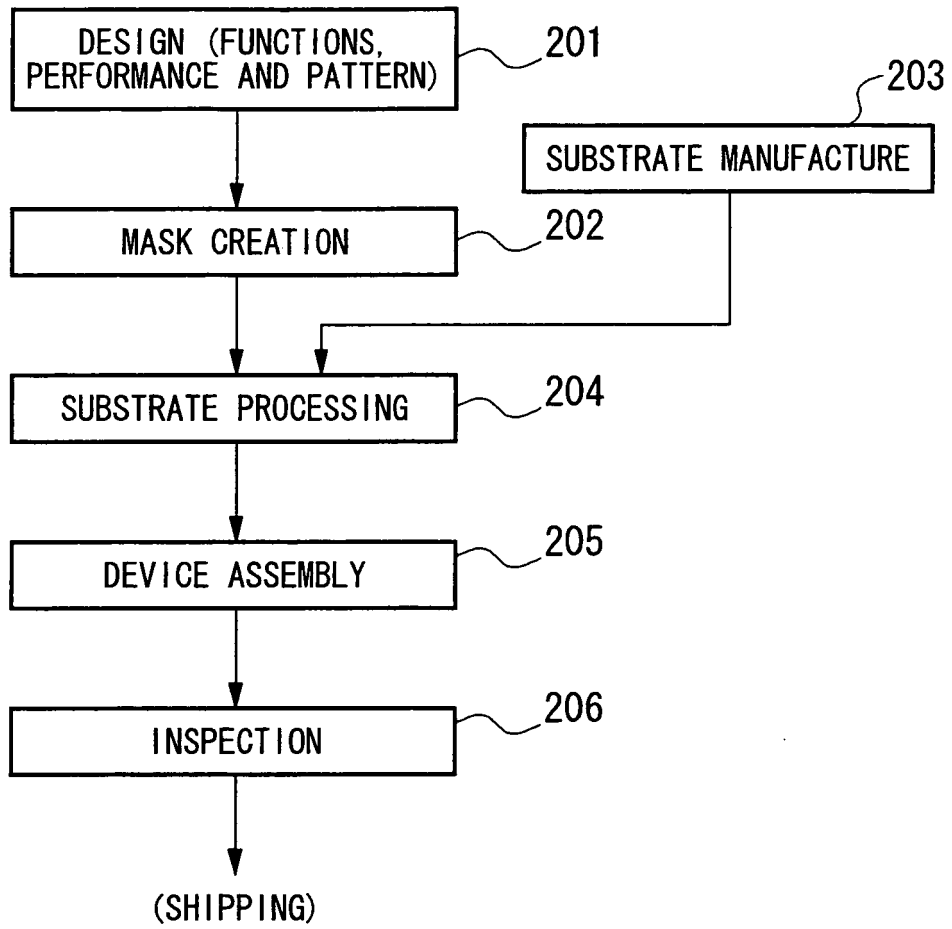 DESIGN (FUNCTIONS,
PERFORMANCE AND PATTERN)
201
203
SUBSTRATE MANUFACTURE
MASK CREATION
202
SUBSTRATE PROCESSING
204
DEVICE ASSEMBLY
205
INSPECTION
206
(SHIPPING)